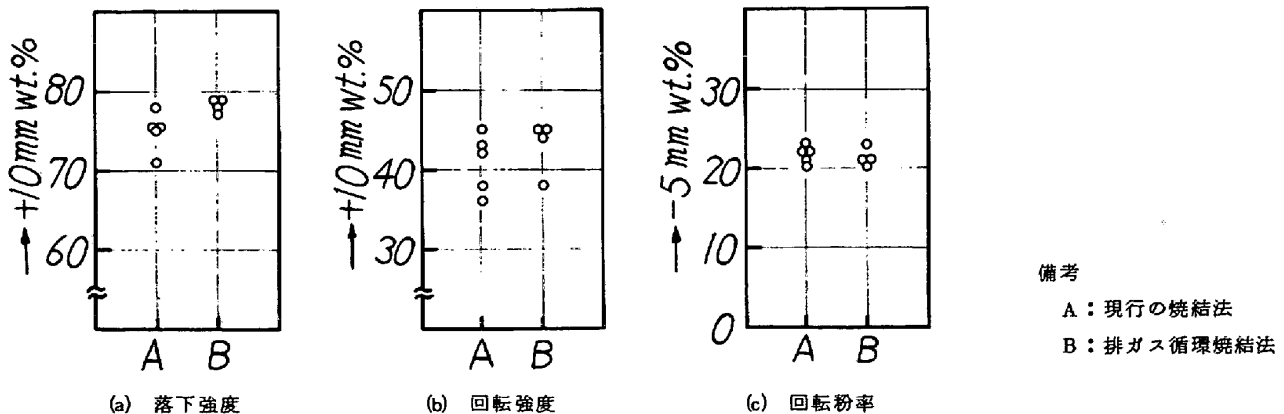 → +10mm wt.%
80
70
60
A B
(a) 落下強度
→ +10mm wt.%
50
40
30
A B
(b) 回転強度
→ −5mm wt.%
30
20
10
0
A B
(c) 回転粉率
備考
A：現行の焼結法
B：排ガス循環焼結法